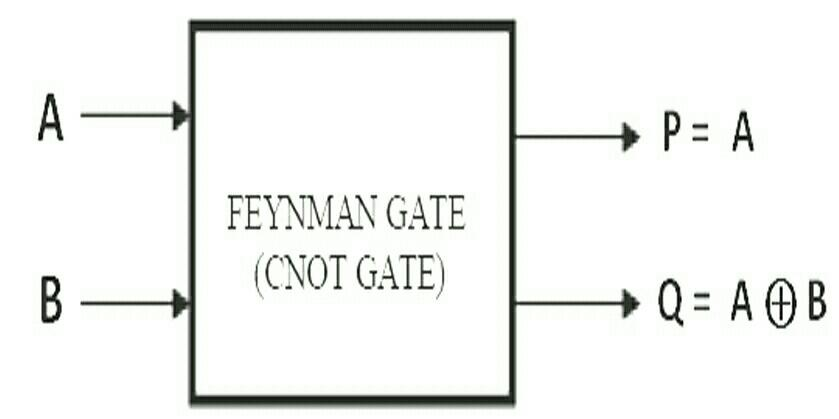 A
P = A
FEYNMAN GATE
(CNOT GATE)
B
Q = A ⊕ B